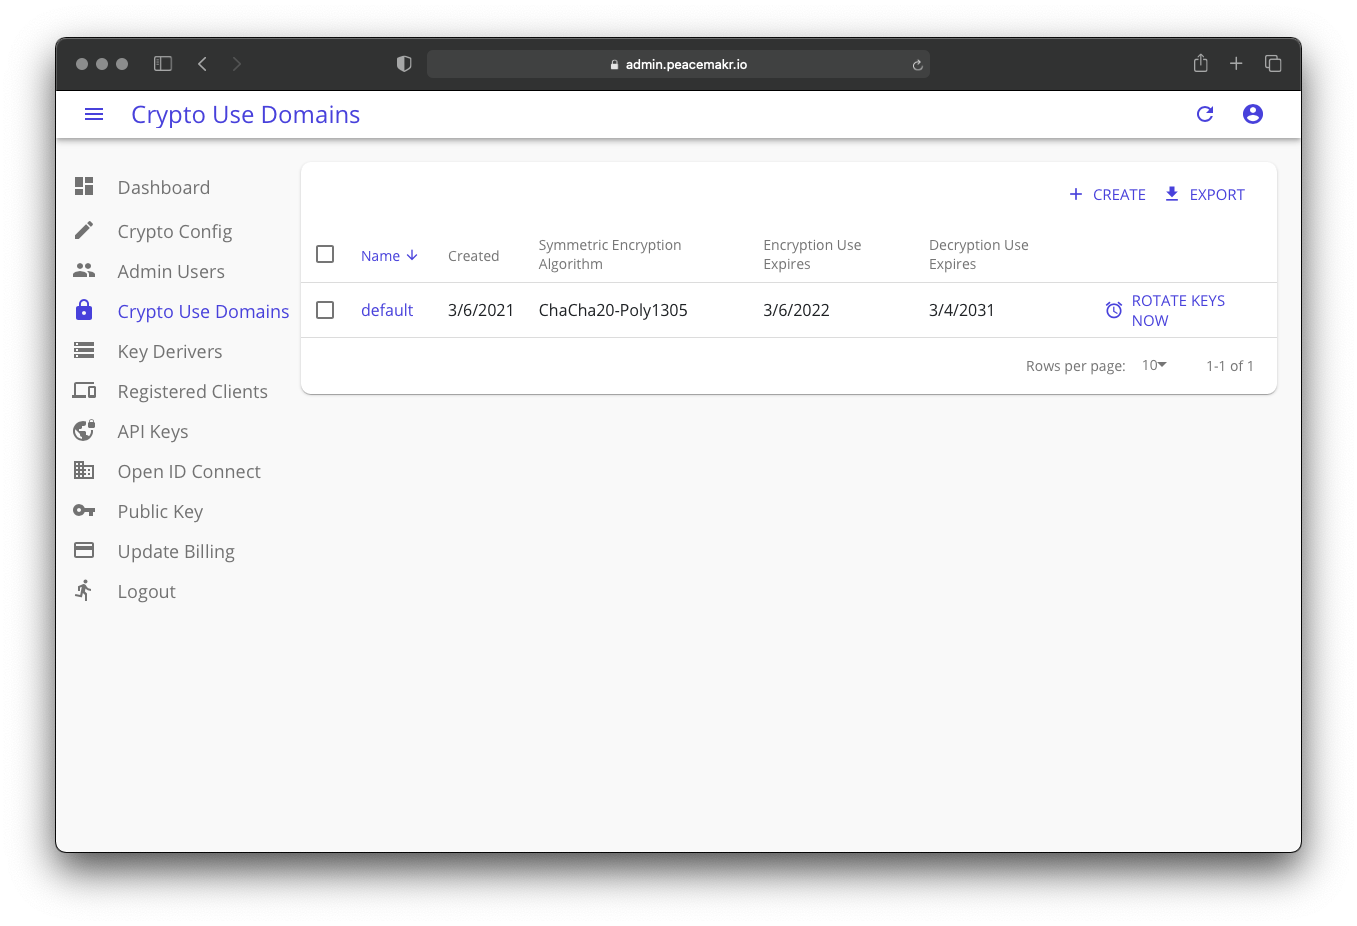 admin.peacemakr.io
Crypto Use Domains
Dashboard
Crypto Config
Admin Users
Crypto Use Domains
Key Derivers
Registered Clients
API Keys
Open ID Connect
Public Key
Update Billing
Logout
CREATE EXPORT
Name Created Symmetric Encryption Algorithm Encryption Use Expires Decryption Use Expires
default 3/6/2021 ChaCha20-Poly1305 3/6/2022 3/4/2031 ROTATE KEYS NOW
Rows per page: 10 1-1 of 1